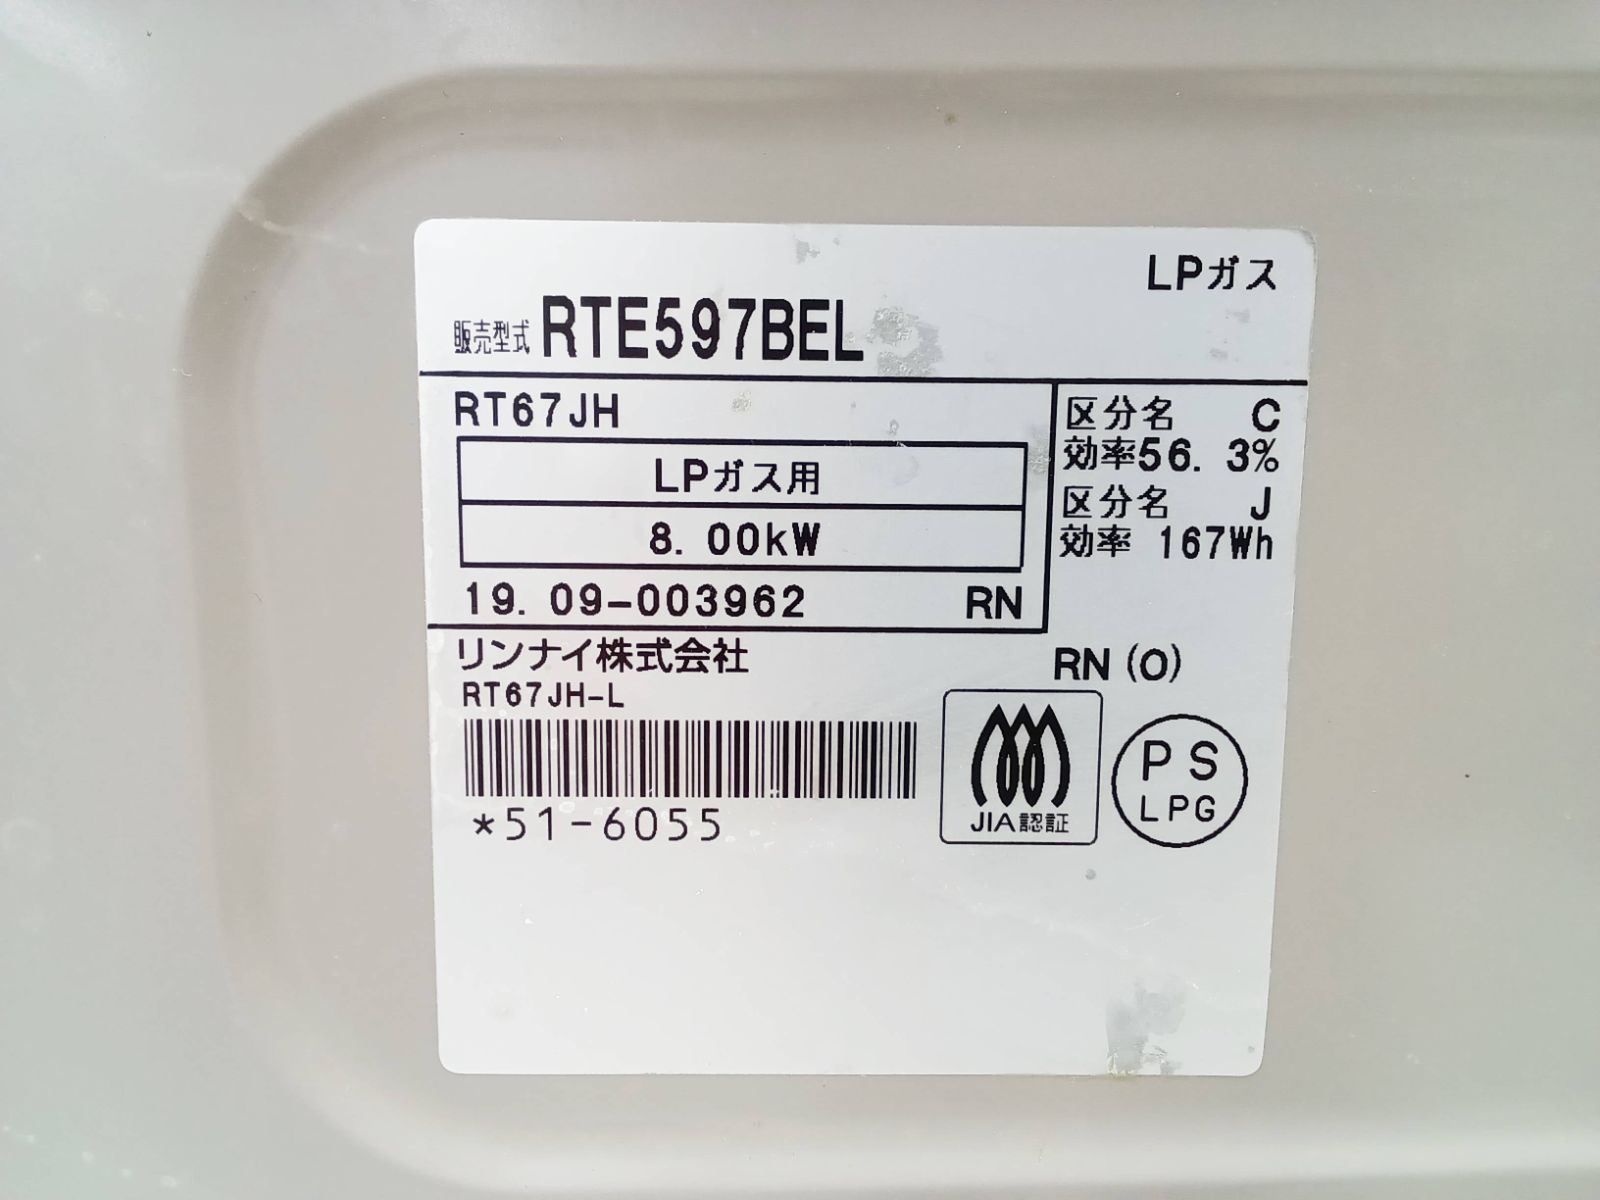 LPガス
販売型式 RTE597BEL
RT67JH
LPガス用
8.00kW
19.09-003962 RN
区分名 C
効率56.3%
区分名 J
効率 167Wh
リンナイ株式会社
RT67JH-L
*51-6055
RN(O)
JIA認証
PS
LPG